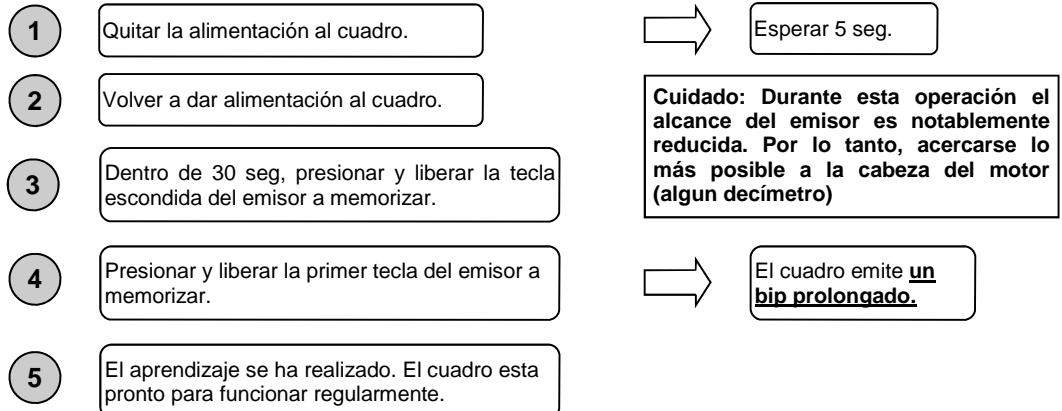 1
Quitar la alimentación al cuadro.
Esperar 5 seg.
2
Volver a dar alimentación al cuadro.
Cuidado: Durante esta operación el
alcance del emisor es notablemente
reducida. Por lo tanto, acercarse lo
más posible a la cabeza del motor
(algun decímetro)
3
Dentro de 30 seg, presionar y liberar la tecla
escondida del emisor a memorizar.
4
Presionar y liberar la primer tecla del emisor a
memorizar.
El cuadro emite un
bip prolongado.
5
El aprendizaje se ha realizado. El cuadro esta
pronto para funcionar regularmente.